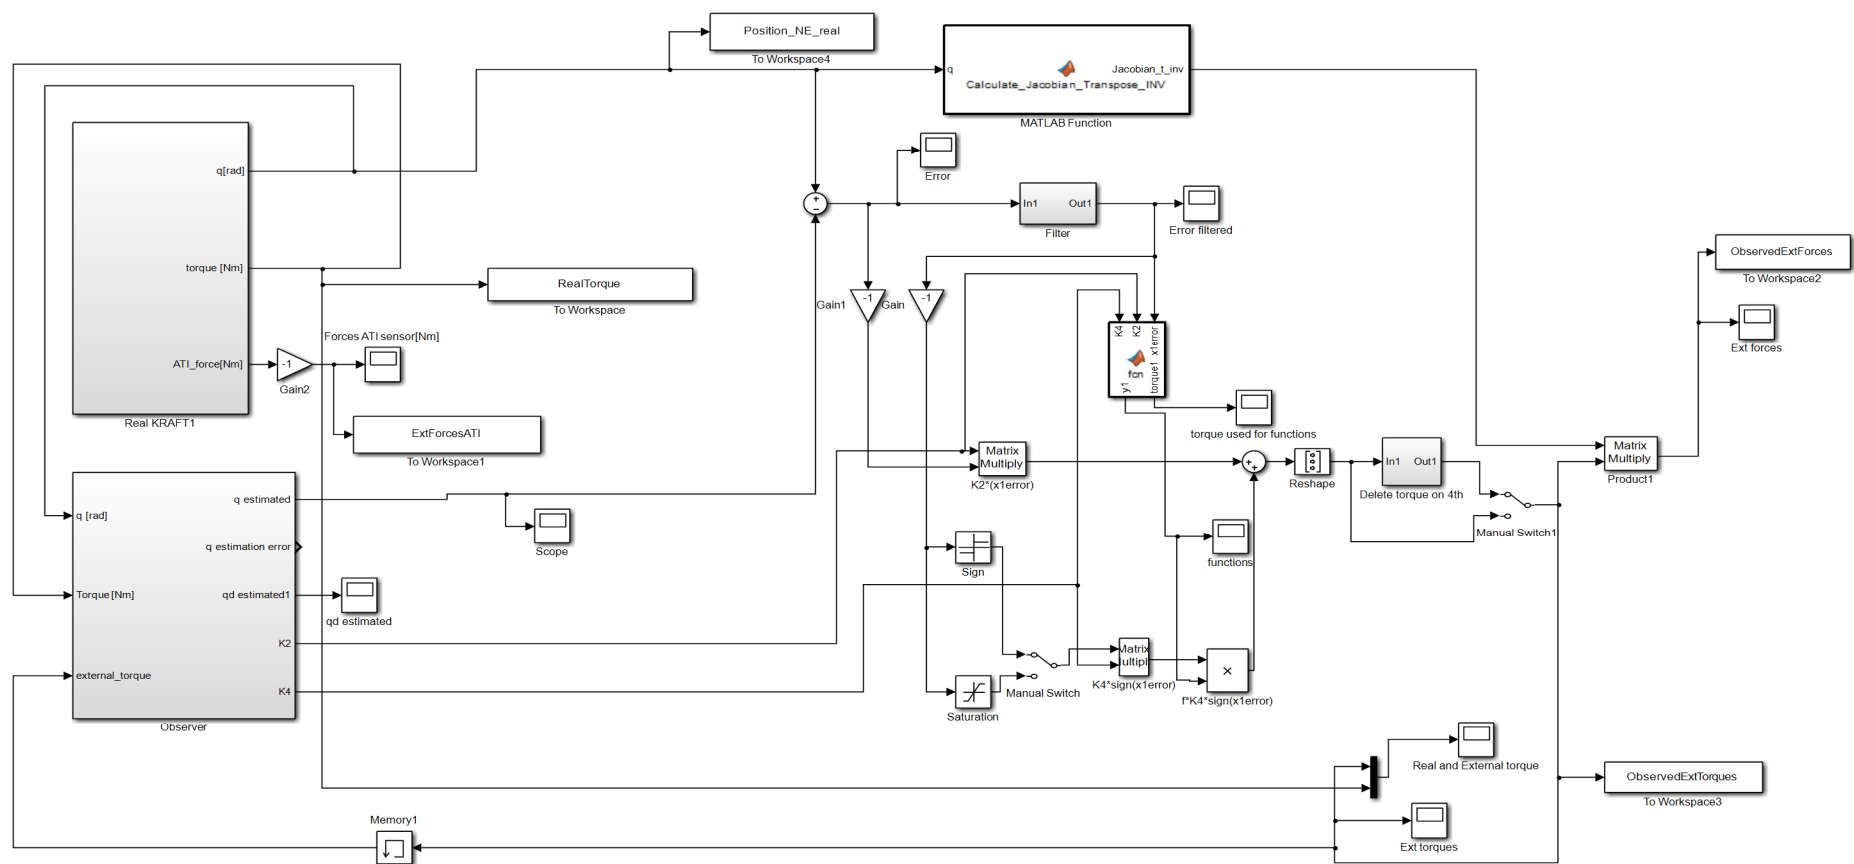 Position_NE_real
To Workspace4
q
Jacobian_t_inv
Calculate_Jacobian_Transpose_INV
MATLAB Function
Error
q[rad]
+
−
In1
Out1
Filter
Error filtered
ObservedExtForces
To Workspace2
torque [Nm]
RealTorque
To Workspace
-1
Gain1
-1
Gain
K4
K2
x1error
fcn
y1
torque1
Ext forces
Forces ATI sensor[Nm]
ATI_force[Nm]
-1
Gain2
Real KRAFT1
ExtForcesATI
To Workspace1
torque used for functions
Matrix
Multiply
K2*(x1error)
+
+
Reshape
In1
Out1
Delete torque on 4th
Matrix
Multiply
Product1
Manual Switch1
q estimated
q [rad]
q estimation error
Scope
functions
Sign
Torque[Nm]
qd estimated1
qd estimated
K2
external_torque
K4
Observer
Manual Switch
Saturation
Matrix
ultipl
K4*sign(x1error)
×
f*K4*sign(x1error)
Real and External torque
ObservedExtTorques
To Workspace3
Memory1
Ext torques